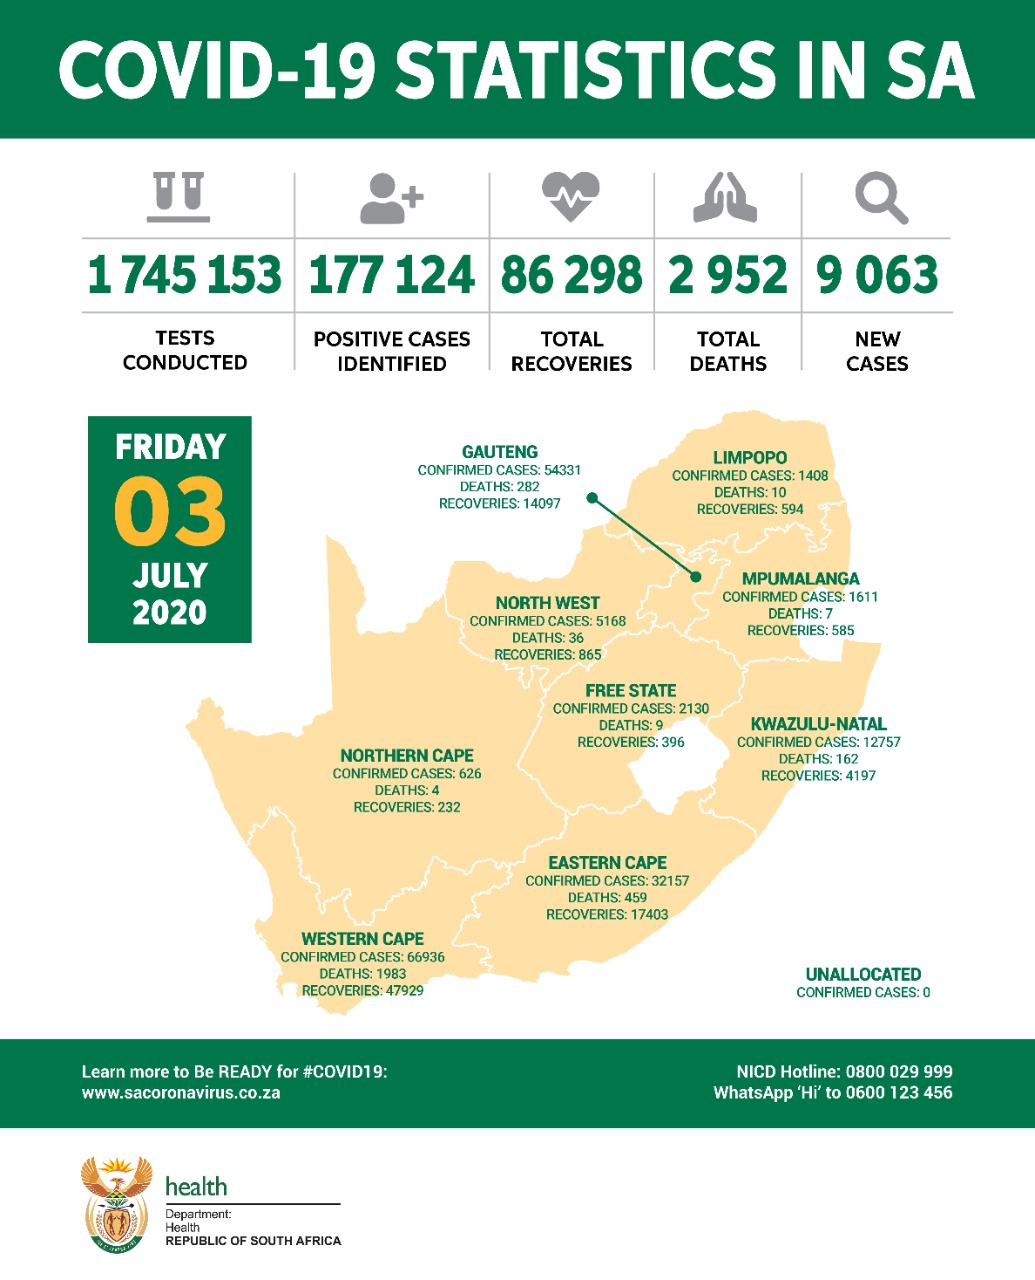 COVID-19 STATISTICS IN SA
1 745 153
TESTS
CONDUCTED
177 124
POSITIVE CASES
IDENTIFIED
86 298
TOTAL
RECOVERIES
2 952
TOTAL
DEATHS
9 063
NEW
CASES
FRIDAY
03
JULY
2020
GAUTENG
CONFIRMED CASES: 54331
DEATHS: 282
RECOVERIES: 14097
LIMPOPO
CONFIRMED CASES: 1408
DEATHS: 10
RECOVERIES: 594
MPUMALANGA
CONFIRMED CASES: 1611
DEATHS: 7
RECOVERIES: 585
NORTH WEST
CONFIRMED CASES: 5168
DEATHS: 36
RECOVERIES: 865
FREE STATE
CONFIRMED CASES: 2130
DEATHS: 9
RECOVERIES: 396
KWAZULU-NATAL
CONFIRMED CASES: 12757
DEATHS: 162
RECOVERIES: 4197
NORTHERN CAPE
CONFIRMED CASES: 626
DEATHS: 4
RECOVERIES: 232
EASTERN CAPE
CONFIRMED CASES: 32157
DEATHS: 459
RECOVERIES: 17403
WESTERN CAPE
CONFIRMED CASES: 66936
DEATHS: 1983
RECOVERIES: 47929
UNALLOCATED
CONFIRMED CASES: 0
Learn more to Be READY for #COVID19:
www.sacoronavirus.co.za
NICD Hotline: 0800 029 999
WhatsApp 'Hi' to 0600 123 456
health
Department:
Health
REPUBLIC OF SOUTH AFRICA